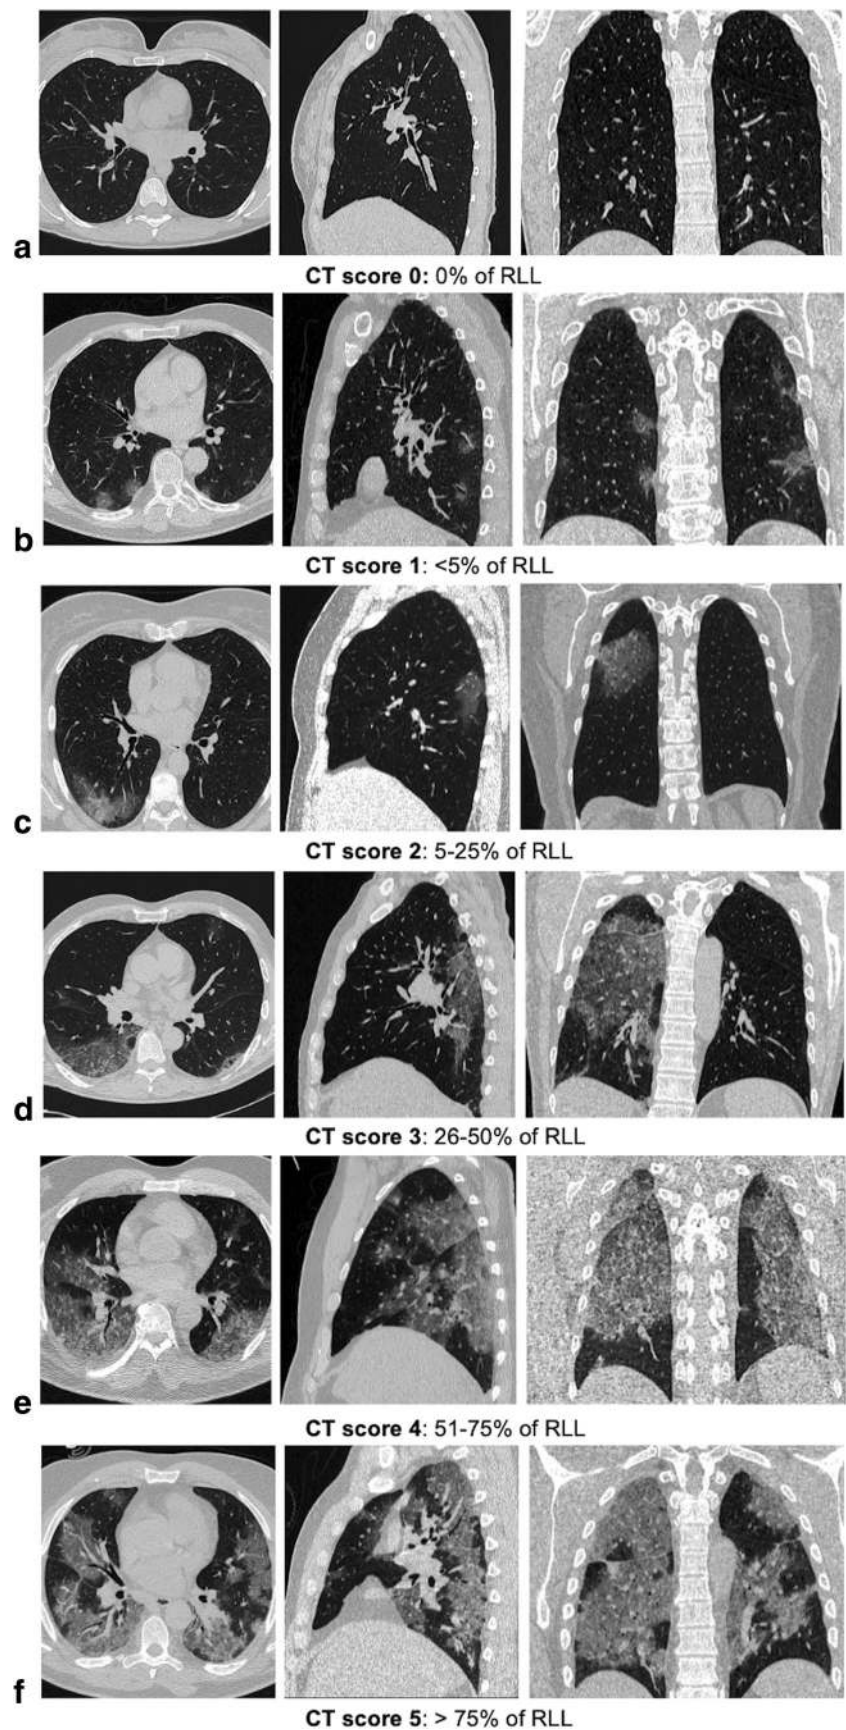 a
CT score 0: 0% of RLL
b
CT score 1: <5% of RLL
c
CT score 2: 5-25% of RLL
d
CT score 3: 26-50% of RLL
e
CT score 4: 51-75% of RLL
f
CT score 5: > 75% of RLL